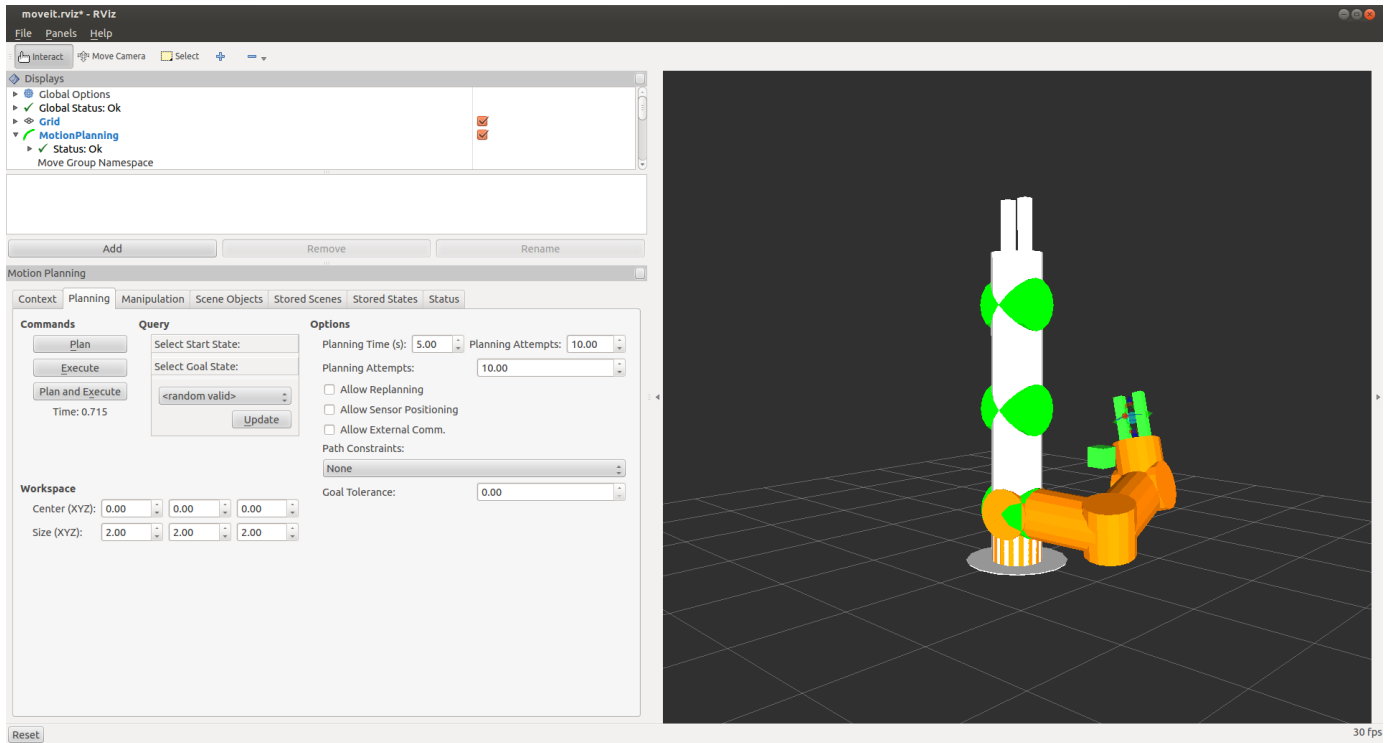 moveit.rviz* - RViz
File Panels Help
Interact Move Camera Select
Displays
Global Options
Global Status: Ok
Grid
MotionPlanning
Status: Ok
Move Group Namespace
Add Remove Rename
Motion Planning
Context Planning Manipulation Scene Objects Stored Scenes Stored States Status
Commands Query Options
Plan Select Start State: Planning Time (s): 5.00 Planning Attempts: 10.00
Execute Select Goal State: Planning Attempts: 10.00
Plan and Execute <random valid> Allow Replanning
Time: 0.715 Update Allow Sensor Positioning
Allow External Comm.
Path Constraints:
None
Workspace Goal Tolerance: 0.00
Center (XYZ): 0.00 0.00 0.00
Size (XYZ): 2.00 2.00 2.00
Reset 30 fps